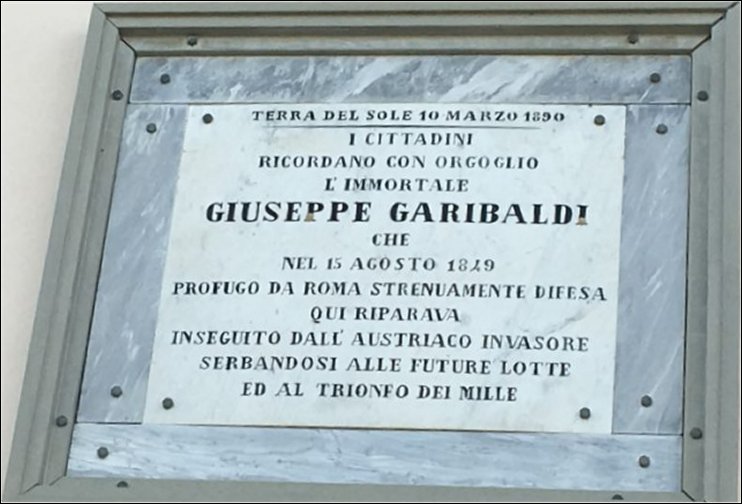 TERRA DEL SOLE 10 MARZO 1890
I CITTADINI
RICORDANO CON ORGOGLIO
L'IMMORTALE
GIUSEPPE GARIBALDI
CHE
NEL 15 AGOSTO 1849
PROFUGO DA ROMA STRENUAMENTE DIFESA
QUI RIPARAVA
INSEGUITO DALL' AUSTRIACO INVASORE
SERBANDOSI ALLE FUTURE LOTTE
ED AL TRIONFO DEI MILLE